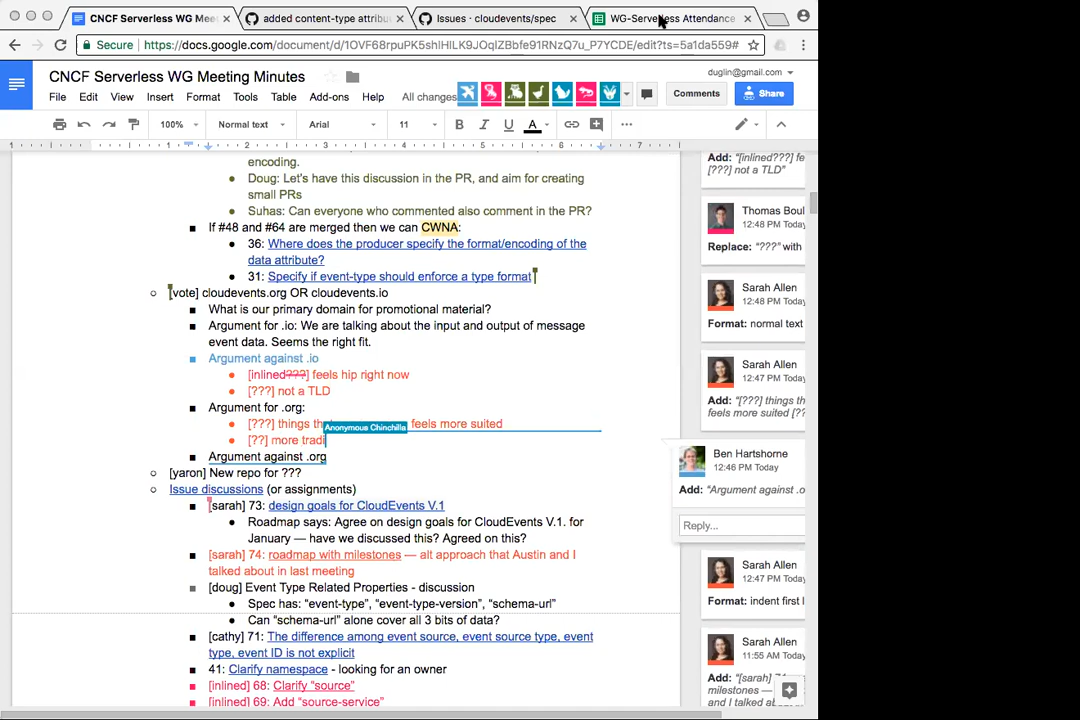 CNCF Serverless WG Mee
added content-type attribu
Issues · cloudevents/spec
WG-Serverless Attendance
Secure
https://docs.google.com/document/d/1OVF68rpuPK5shlHILK9JOqlZBbfe91RNzQ7u_P7YCDE/edit?ts=5a1da559#
CNCF Serverless WG Meeting Minutes
duglin@gmail.com
File Edit View Insert Format Tools Table Add-ons Help All changes
Comments
Share
100% Normal text Arial 11
1 1 2 3 4 5 6 7
encoding.
Doug: Let's have this discussion in the PR, and aim for creating
small PRs
Suhas: Can everyone who commented also comment in the PR?
If #48 and #64 are merged then we can CWNA:
36: Where does the producer specify the format/encoding of the
data attribute?
31: Specify if event-type should enforce a type format
[vote] cloudevents.org OR cloudevents.io
What is our primary domain for promotional material?
Argument for .io: We are talking about the input and output of message
event data. Seems the right fit.
Argument against .io
[inlined???] feels hip right now
[???] not a TLD
Argument for .org:
[???] things th
Anonymous Chinchilla
feels more suited
[??] more tradi
Argument against .org
[yaron] New repo for ???
Issue discussions (or assignments)
[sarah] 73: design goals for CloudEvents V.1
Roadmap says: Agree on design goals for CloudEvents V.1. for
January — have we discussed this? Agreed on this?
[sarah] 74: roadmap with milestones — alt approach that Austin and I
talked about in last meeting
[doug] Event Type Related Properties - discussion
Spec has: “event-type”, “event-type-version”, “schema-url”
Can “schema-url” alone cover all 3 bits of data?
[cathy] 71: The difference among event source, event source type, event
type, event ID is not explicit
41: Clarify namespace - looking for an owner
[inlined] 68: Clarify “source”
[inlined] 69: Add “source-service”
Add: “[inlined???] fe
[???] not a TLD”
Thomas Boul
12:48 PM Today
Replace: “???” with
Sarah Allen
12:48 PM Today
Format: normal text
Sarah Allen
12:47 PM Today
Add: “[???] things th
feels more suited [??
Ben Hartshorne
12:46 PM Today
Add: “Argument against .o
Reply...
Sarah Allen
12:47 PM Today
Format: indent first l
Sarah Allen
11:55 AM Today
Add: “[sarah] 7
milestones —
and I talked abou